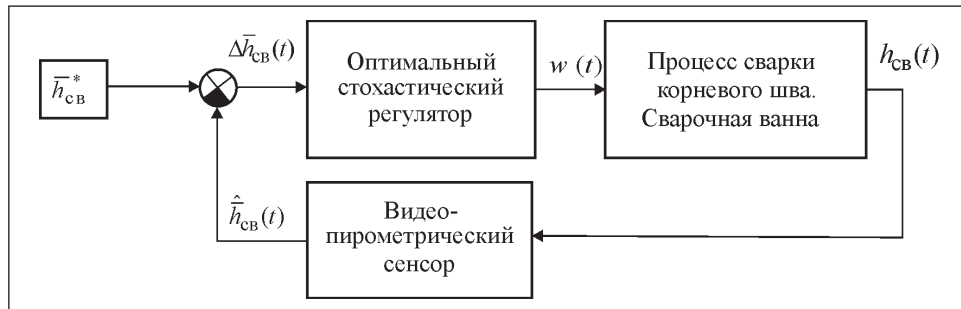 Δh̄св(t)
Оптимальный
стохастический
регулятор
w (t)
Процесс сварки
корневого шва.
Сварочная ванна
hсв(t)
h̄св*
ĥ̄св(t)
Видео-
пирометрический
сенсор